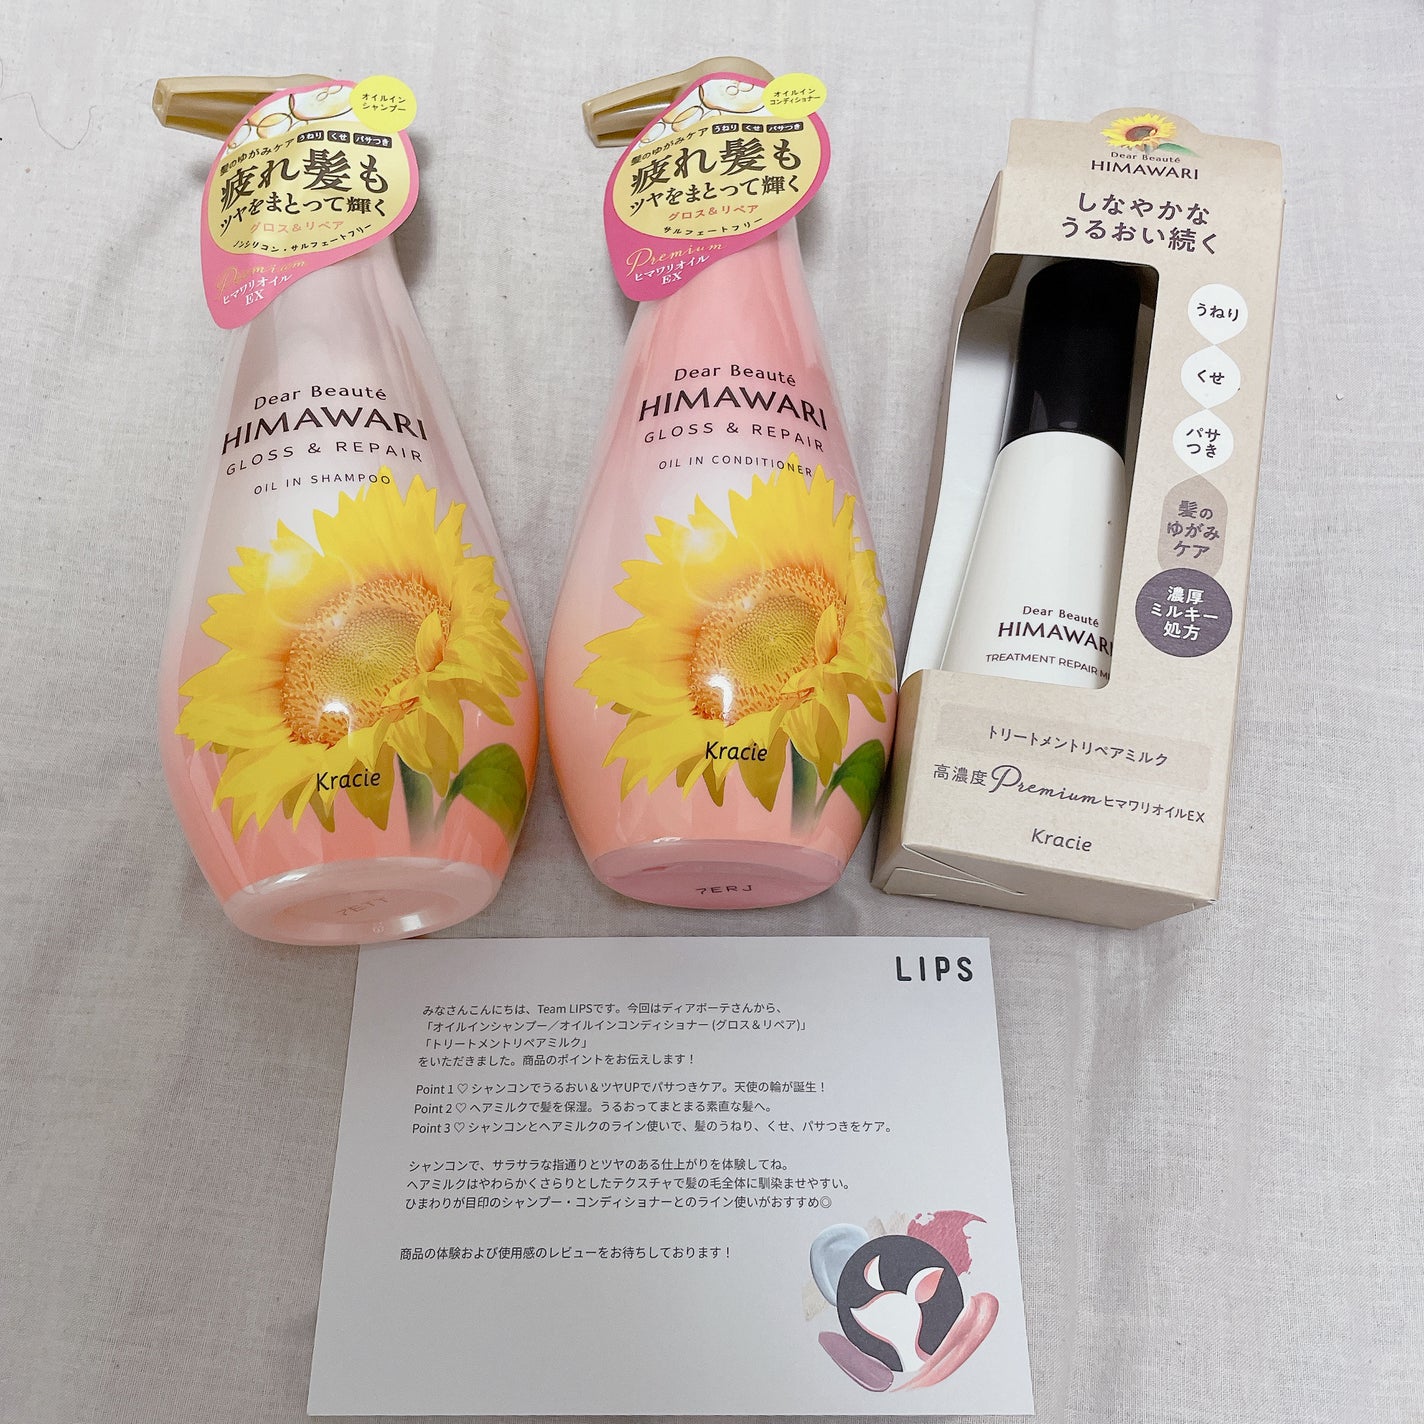 オイルイン
シャンプー
髪のゆがみケア うねり くせ パサつき
疲れ髪も
ツヤをまとって輝く
グロス&リペア
ノンシリコン・サルフェートフリー
Premium
ヒマワリオイル
EX
Dear Beauté
HIMAWARI
GLOSS & REPAIR
OIL IN SHAMPOO
Kracie
7ETT
オイルイン
コンディショナー
髪のゆがみケア うねり くせ パサつき
疲れ髪も
ツヤをまとって輝く
グロス&リペア
サルフェートフリー
Premium
ヒマワリオイル
EX
Dear Beauté
HIMAWARI
GLOSS & REPAIR
OIL IN CONDITIONER
Kracie
7ERJ
Dear Beauté
HIMAWARI
しなやかな
うるおい続く
うねり
くせ
パサ
つき
髪の
ゆがみ
ケア
濃厚
ミルキー
処方
Dear Beauté
HIMAWARI
TREATMENT REPAIR
トリートメントリペアミルク
高濃度Premiumヒマワリオイル EX
Kracie
LIPS
みなさんこんにちは、Team LIPSです。今回はディアボーテさんから、
「オイルインシャンプー／オイルインコンディショナー (グロス＆リペア)」
「トリートメントリペアミルク」
をいただきました。商品のポイントをお伝えします！
Point 1 ♡ シャンコンでうるおい＆ツヤUPでパサつきケア。天使の輪が誕生！
Point 2 ♡ ヘアミルクで髪を保湿。うるおってまとまる素直な髪へ。
Point 3 ♡ シャンコンとヘアミルクのライン使いで、髪のうねり、くせ、パサつきをケア。
シャンコンで、サラサラな指通りとツヤのある仕上がりを体験してね。
ヘアミルクはやわらかくさらりとしたテクスチャで髪の毛全体に馴染ませやすい。
ひまわりが目印のシャンプー・コンディショナーとのライン使いがおすすめ◎
商品の体験および使用感のレビューをお待ちしております！